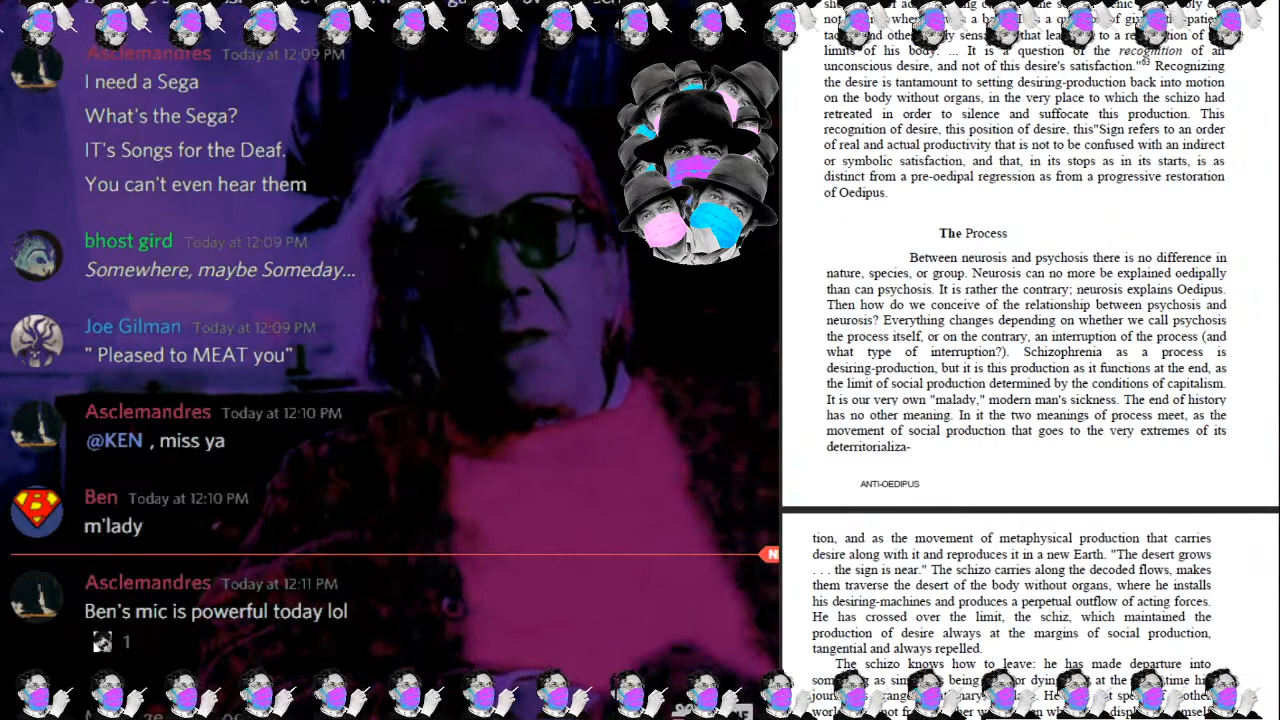 Asclemandres Today at 12:09 PM
I need a Sega
What's the Sega?
IT's Songs for the Deaf.
You can't even hear them
bhost gird Today at 12:09 PM
Somewhere, maybe Someday...
Joe Gilman Today at 12:09 PM
" Pleased to MEAT you"
Asclemandres Today at 12:10 PM
@KEN , miss ya
Ben Today at 12:10 PM
m'lady
N
Asclemandres Today at 12:11 PM
Ben's mic is powerful today lol
1
limits of his body. ... It is a question of the recognition of an
unconscious desire, and not of this desire's satisfaction."63 Recognizing
the desire is tantamount to setting desiring-production back into motion
on the body without organs, in the very place to which the schizo had
retreated in order to silence and suffocate this production. This
recognition of desire, this position of desire, this"Sign refers to an order
of real and actual productivity that is not to be confused with an indirect
or symbolic satisfaction, and that, in its stops as in its starts, is as
distinct from a pre-oedipal regression as from a progressive restoration
of Oedipus.
The Process
Between neurosis and psychosis there is no difference in
nature, species, or group. Neurosis can no more be explained oedipally
than can psychosis. It is rather the contrary; neurosis explains Oedipus.
Then how do we conceive of the relationship between psychosis and
neurosis? Everything changes depending on whether we call psychosis
the process itself, or on the contrary, an interruption of the process (and
what type of interruption?). Schizophrenia as a process is
desiring-production, but it is this production as it functions at the end, as
the limit of social production determined by the conditions of capitalism.
It is our very own "malady," modern man's sickness. The end of history
has no other meaning. In it the two meanings of process meet, as the
movement of social production that goes to the very extremes of its
deterritorializa-
ANTI-OEDIPUS
tion, and as the movement of metaphysical production that carries
desire along with it and reproduces it in a new Earth. "The desert grows
. . . the sign is near." The schizo carries along the decoded flows, makes
them traverse the desert of the body without organs, where he installs
his desiring-machines and produces a perpetual outflow of acting forces.
He has crossed over the limit, the schiz, which maintained the
production of desire always at the margins of social production,
tangential and always repelled.
The schizo knows how to leave: he has made departure into